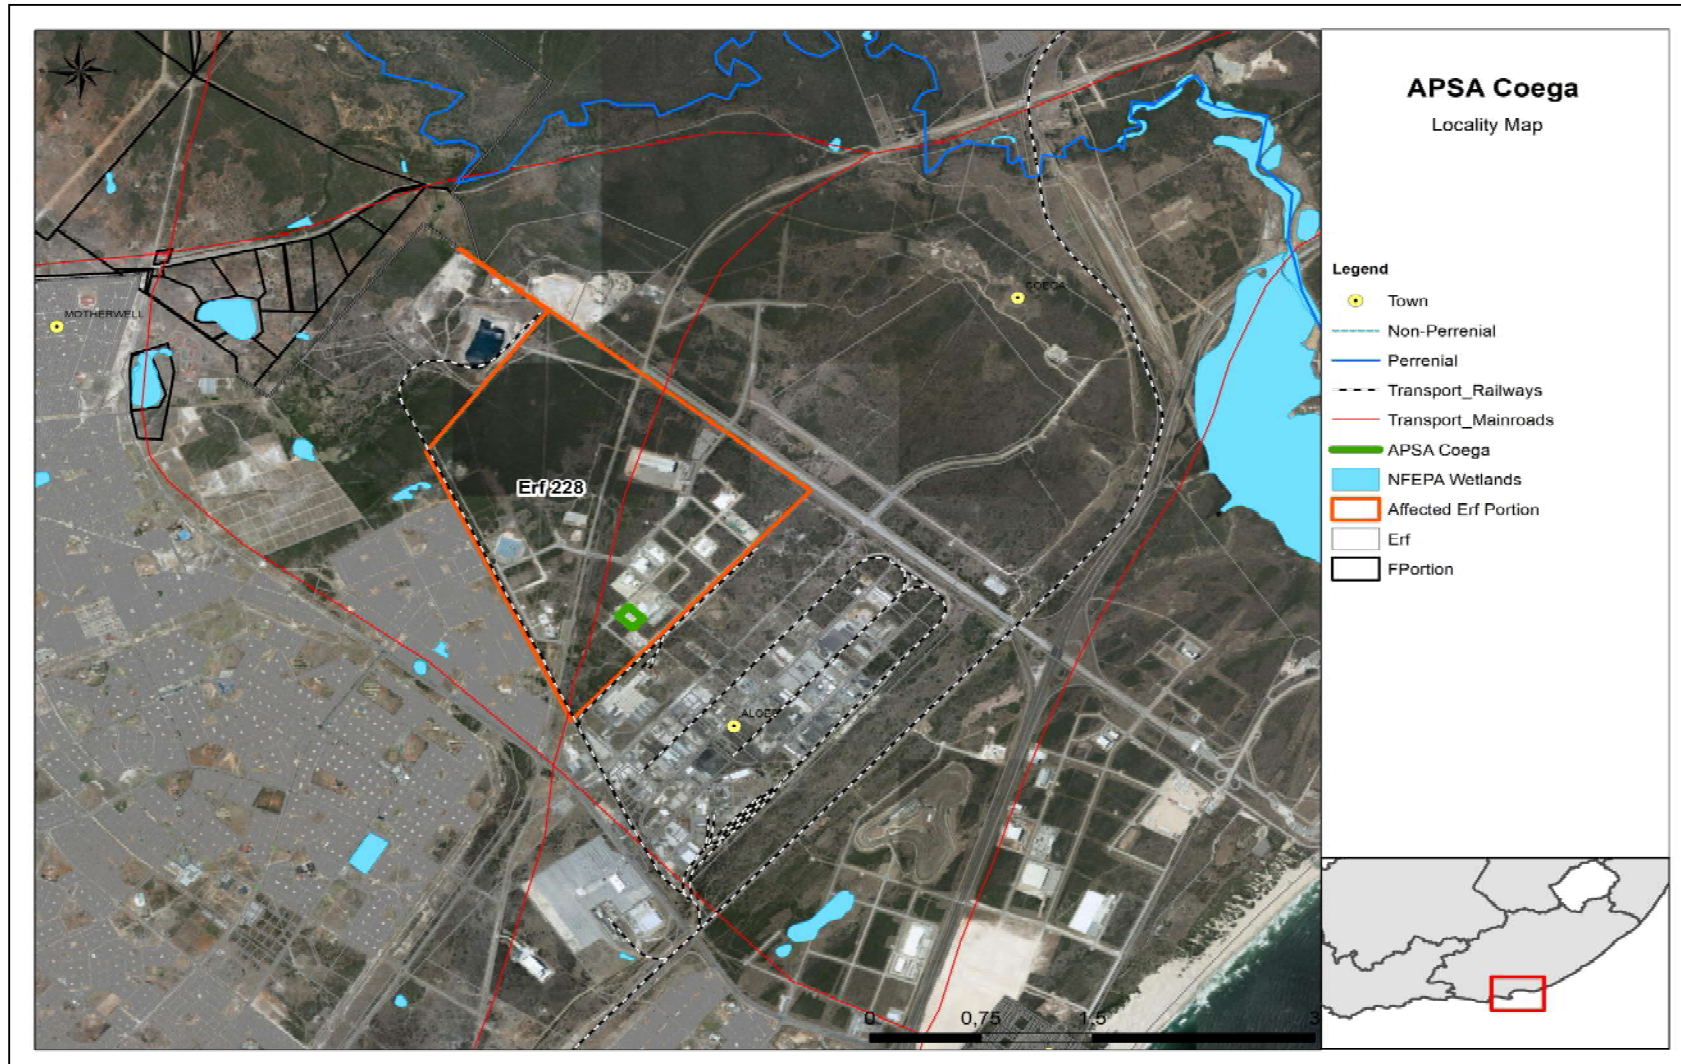 APSA Coega
Locality Map
MOTHERWELL
COEGA
Erf 228
ALOES
0 0,75 1,5 3
Legend
Town
Non-Perrenial
Perrenial
Transport_Railways
Transport_Mainroads
APSA Coega
NFEPA Wetlands
Affected Erf Portion
Erf
FPortion